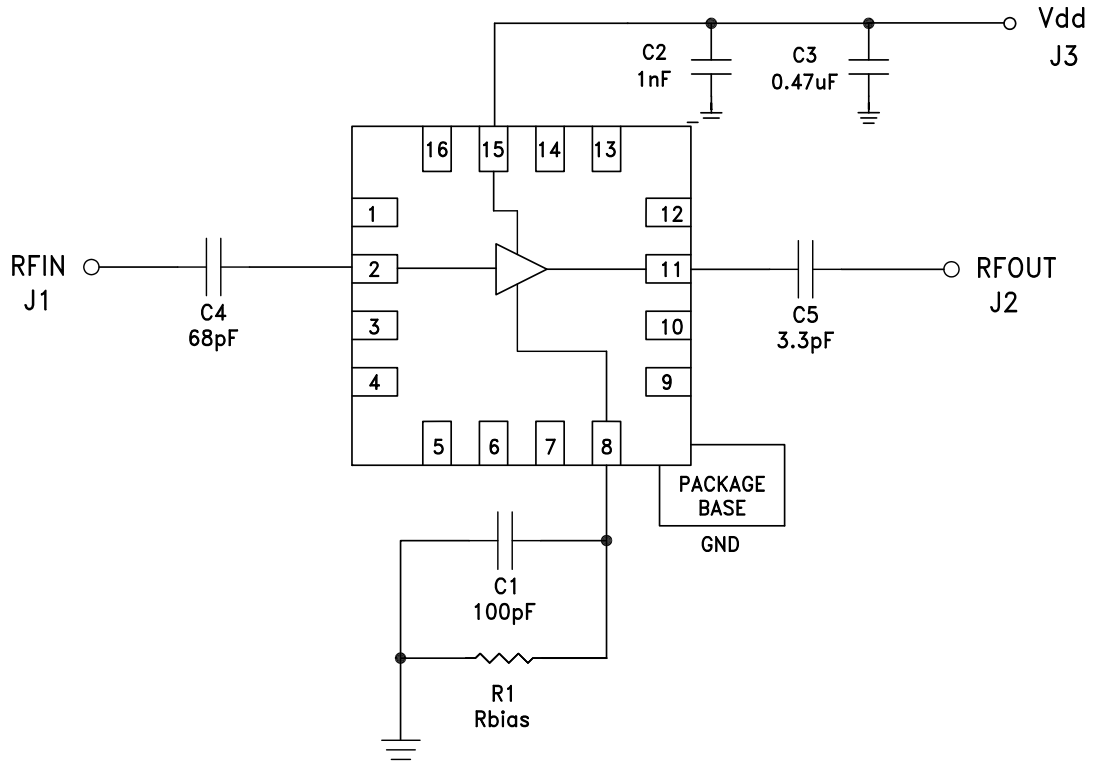 Vdd
J3
C2
1nF
C3
0.47uF
16
15
14
13
1
12
RFIN
J1
C4
68pF
2
11
C5
3.3pF
RFOUT
J2
3
10
4
9
5
6
7
8
PACKAGE
BASE
GND
C1
100pF
R1
Rbias